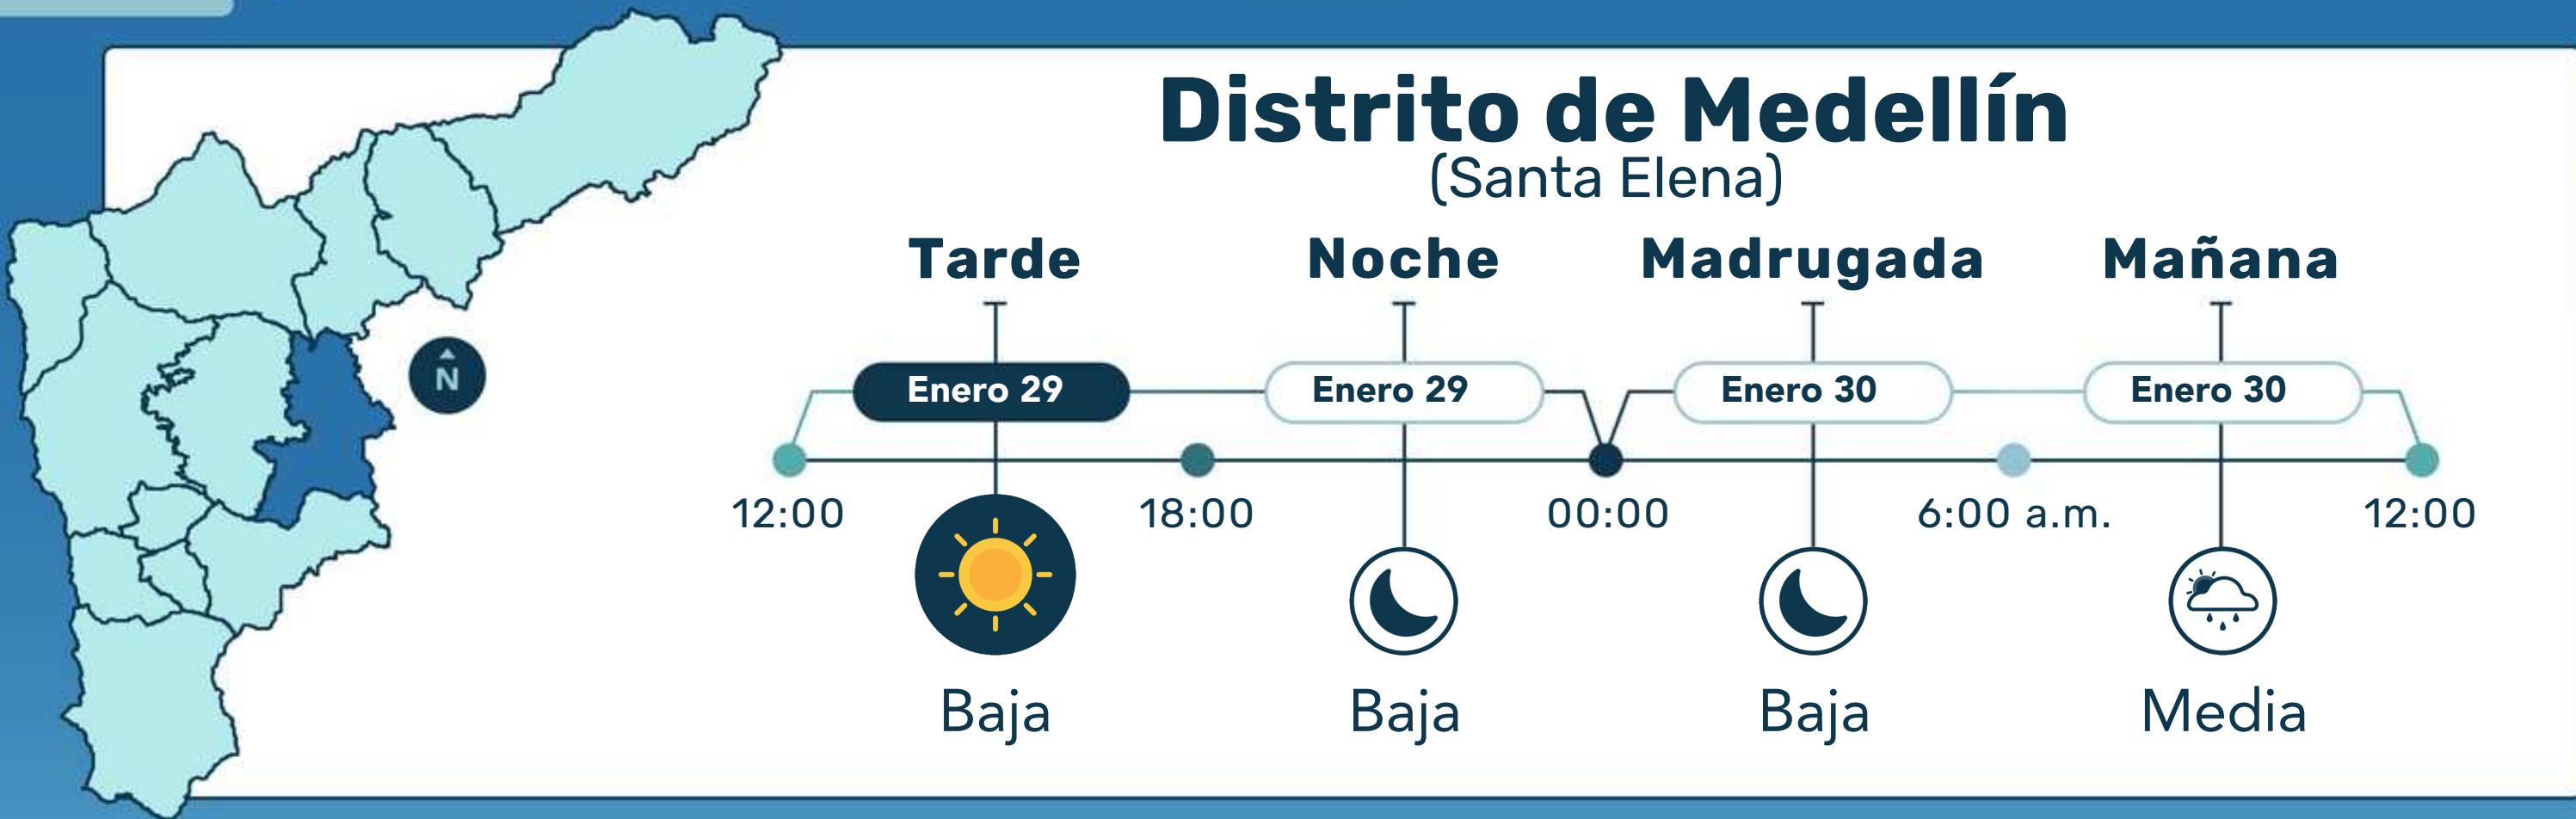 Distrito de Medellín
(Santa Elena)
Tarde Noche Madrugada Mañana
Enero 29 Enero 29 Enero 30 Enero 30
N
12:00 18:00 00:00 6:00 a.m. 12:00
Baja Baja Baja Media